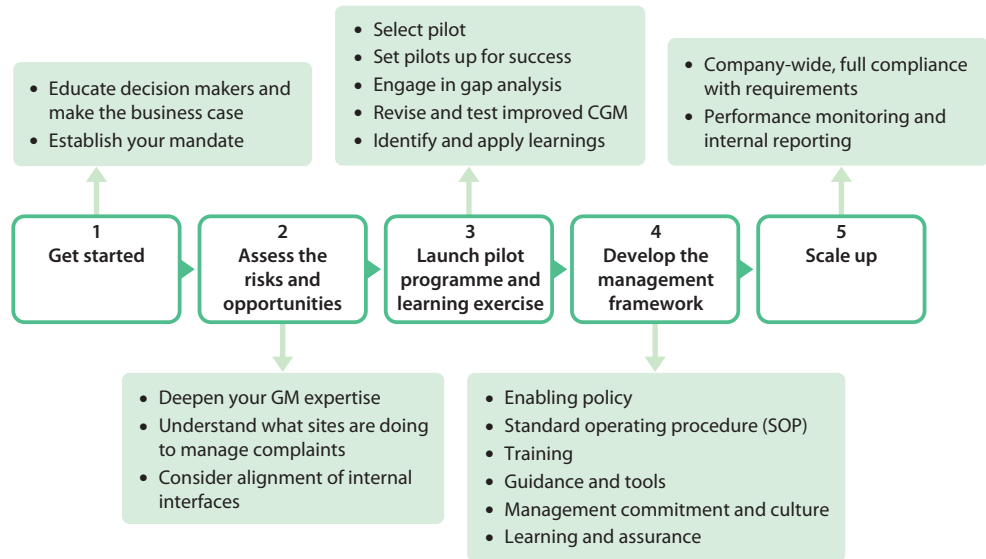 • Select pilot
• Set pilots up for success
• Engage in gap analysis
• Revise and test improved CGM
• Identify and apply learnings
• Educate decision makers and
make the business case
• Establish your mandate
• Company-wide, full compliance
with requirements
• Performance monitoring and
internal reporting
1
Get started
2
Assess the
risks and
opportunities
3
Launch pilot
programme and
learning exercise
4
Develop the
management
framework
5
Scale up
• Deepen your GM expertise
• Understand what sites are doing
to manage complaints
• Consider alignment of internal
interfaces
• Enabling policy
• Standard operating procedure (SOP)
• Training
• Guidance and tools
• Management commitment and culture
• Learning and assurance